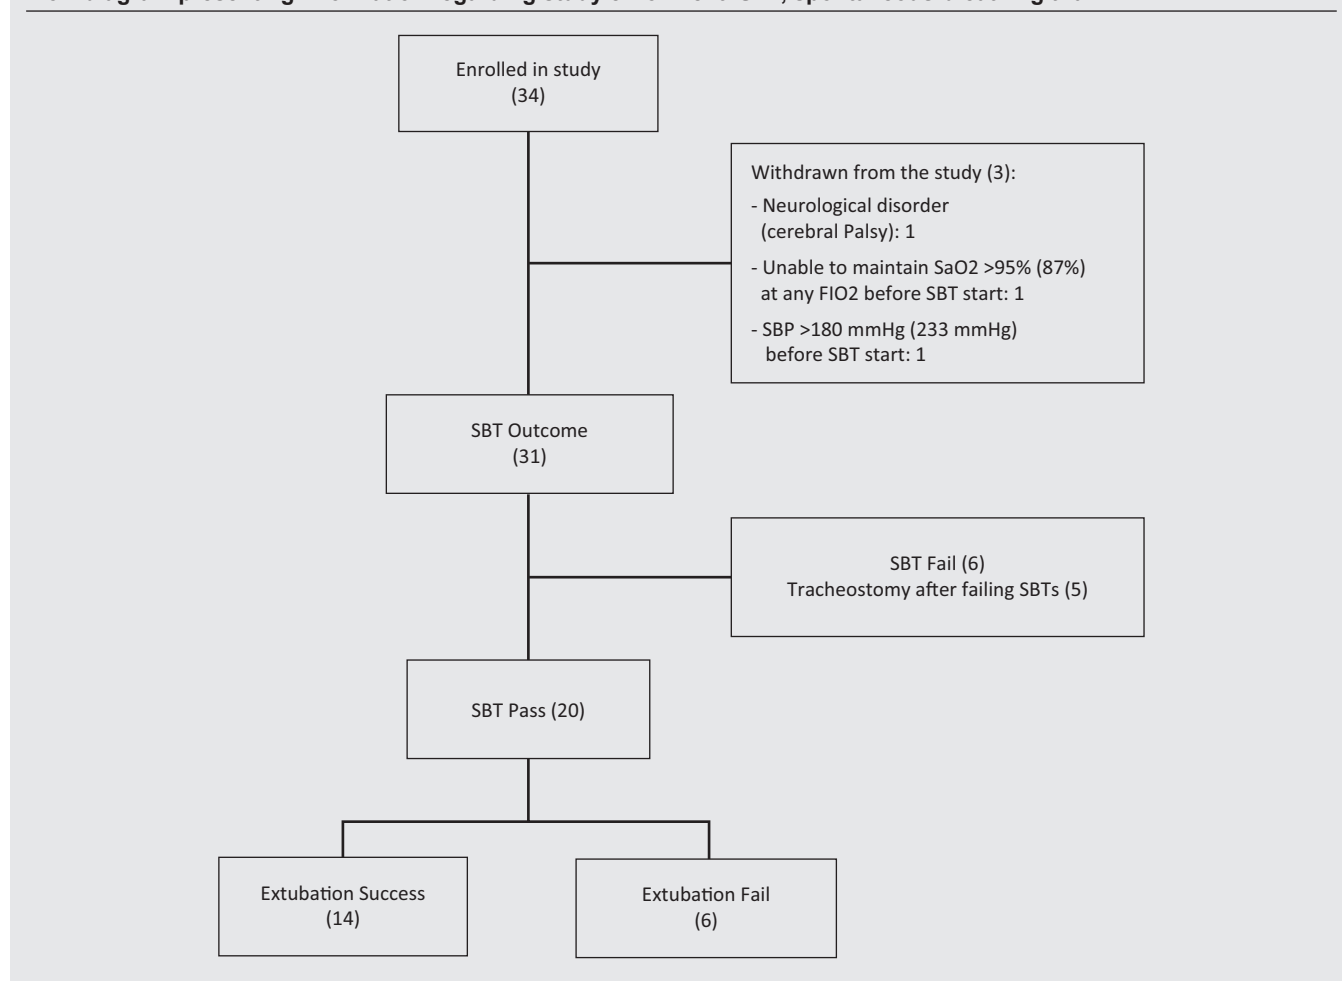 Enrolled in study
(34)
Withdrawn from the study (3):
- Neurological disorder
(cerebral Palsy): 1
- Unable to maintain SaO2 >95% (87%)
at any FIO2 before SBT start: 1
- SBP >180 mmHg (233 mmHg)
before SBT start: 1
SBT Outcome
(31)
SBT Fail (6)
Tracheostomy after failing SBTs (5)
SBT Pass (20)
Extubation Success
(14)
Extubation Fail
(6)